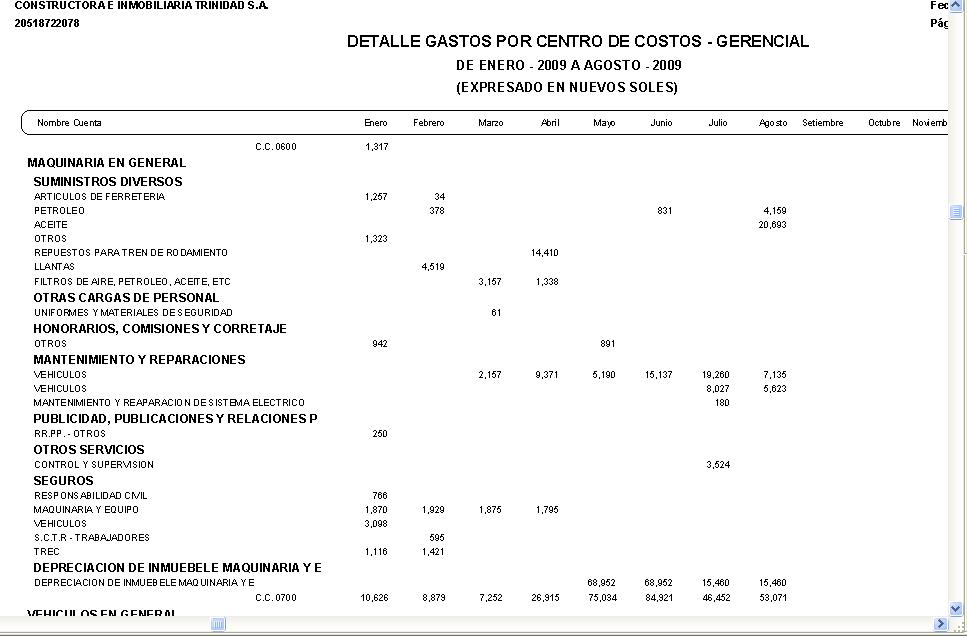 CONSTRUCTORA E INMOBILIARIA TRINIDAD S.A. Fec
20518722078 Pág
DETALLE GASTOS POR CENTRO DE COSTOS - GERENCIAL
DE ENERO - 2009 A AGOSTO - 2009
(EXPRESADO EN NUEVOS SOLES)
Nombre Cuenta Enero Febrero Marzo Abril Mayo Junio Julio Agosto Setiembre Octubre Noviemb
C.C. 0600 1,317
MAQUINARIA EN GENERAL
SUMINISTROS DIVERSOS
ARTICULOS DE FERRETERIA 1,257 34
PETROLEO 378 831 4,159
ACEITE 20,693
OTROS 1,323
REPUESTOS PARA TREN DE RODAMIENTO 14,410
LLANTAS 4,519
FILTROS DE AIRE, PETROLEO, ACEITE, ETC 3,157 1,338
OTRAS CARGAS DE PERSONAL
UNIFORMES Y MATERIALES DE SEGURIDAD 61
HONORARIOS, COMISIONES Y CORRETAJE
OTROS 942 891
MANTENIMIENTO Y REPARACIONES
VEHICULOS 2,157 9,371 5,190 15,137 19,260 7,135
VEHICULOS 8,027 5,623
MANTENIMIENTO Y REAPARACION DE SISTEMA ELECTRICO 180
PUBLICIDAD, PUBLICACIONES Y RELACIONES P
RR.PP. - OTROS 250
OTROS SERVICIOS
CONTROL Y SUPERVISION 3,524
SEGUROS
RESPONSABILIDAD CIVIL 766
MAQUINARIA Y EQUIPO 1,870 1,929 1,875 1,795
VEHICULOS 3,098
S.C.T.R - TRABAJADORES 595
TREC 1,116 1,421
DEPRECIACION DE INMUEBELE MAQUINARIA Y E
DEPRECIACION DE INMUEBELE MAQUINARIA Y E 68,952 68,952 15,460 15,460
C.C. 0700 10,626 8,879 7,252 26,915 75,034 84,921 46,452 53,071
VEHICULOS EN GENERAL